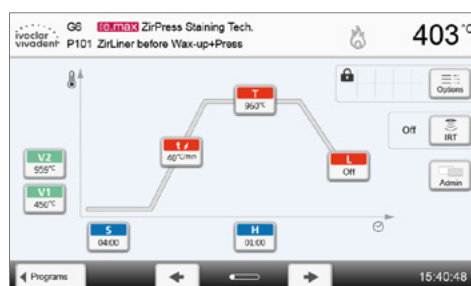 ivoclar
vivadent
G6 IPS e.max ZirPress Staining Tech.
P101 ZirLiner before Wax-up+Press
403 °C
Options
T
960°C
Off
IRT
t
40°C/min
L
Off
V2
959°C
V1
450°C
Admin
S
04:00
H
01:00
Programs
15:40:48